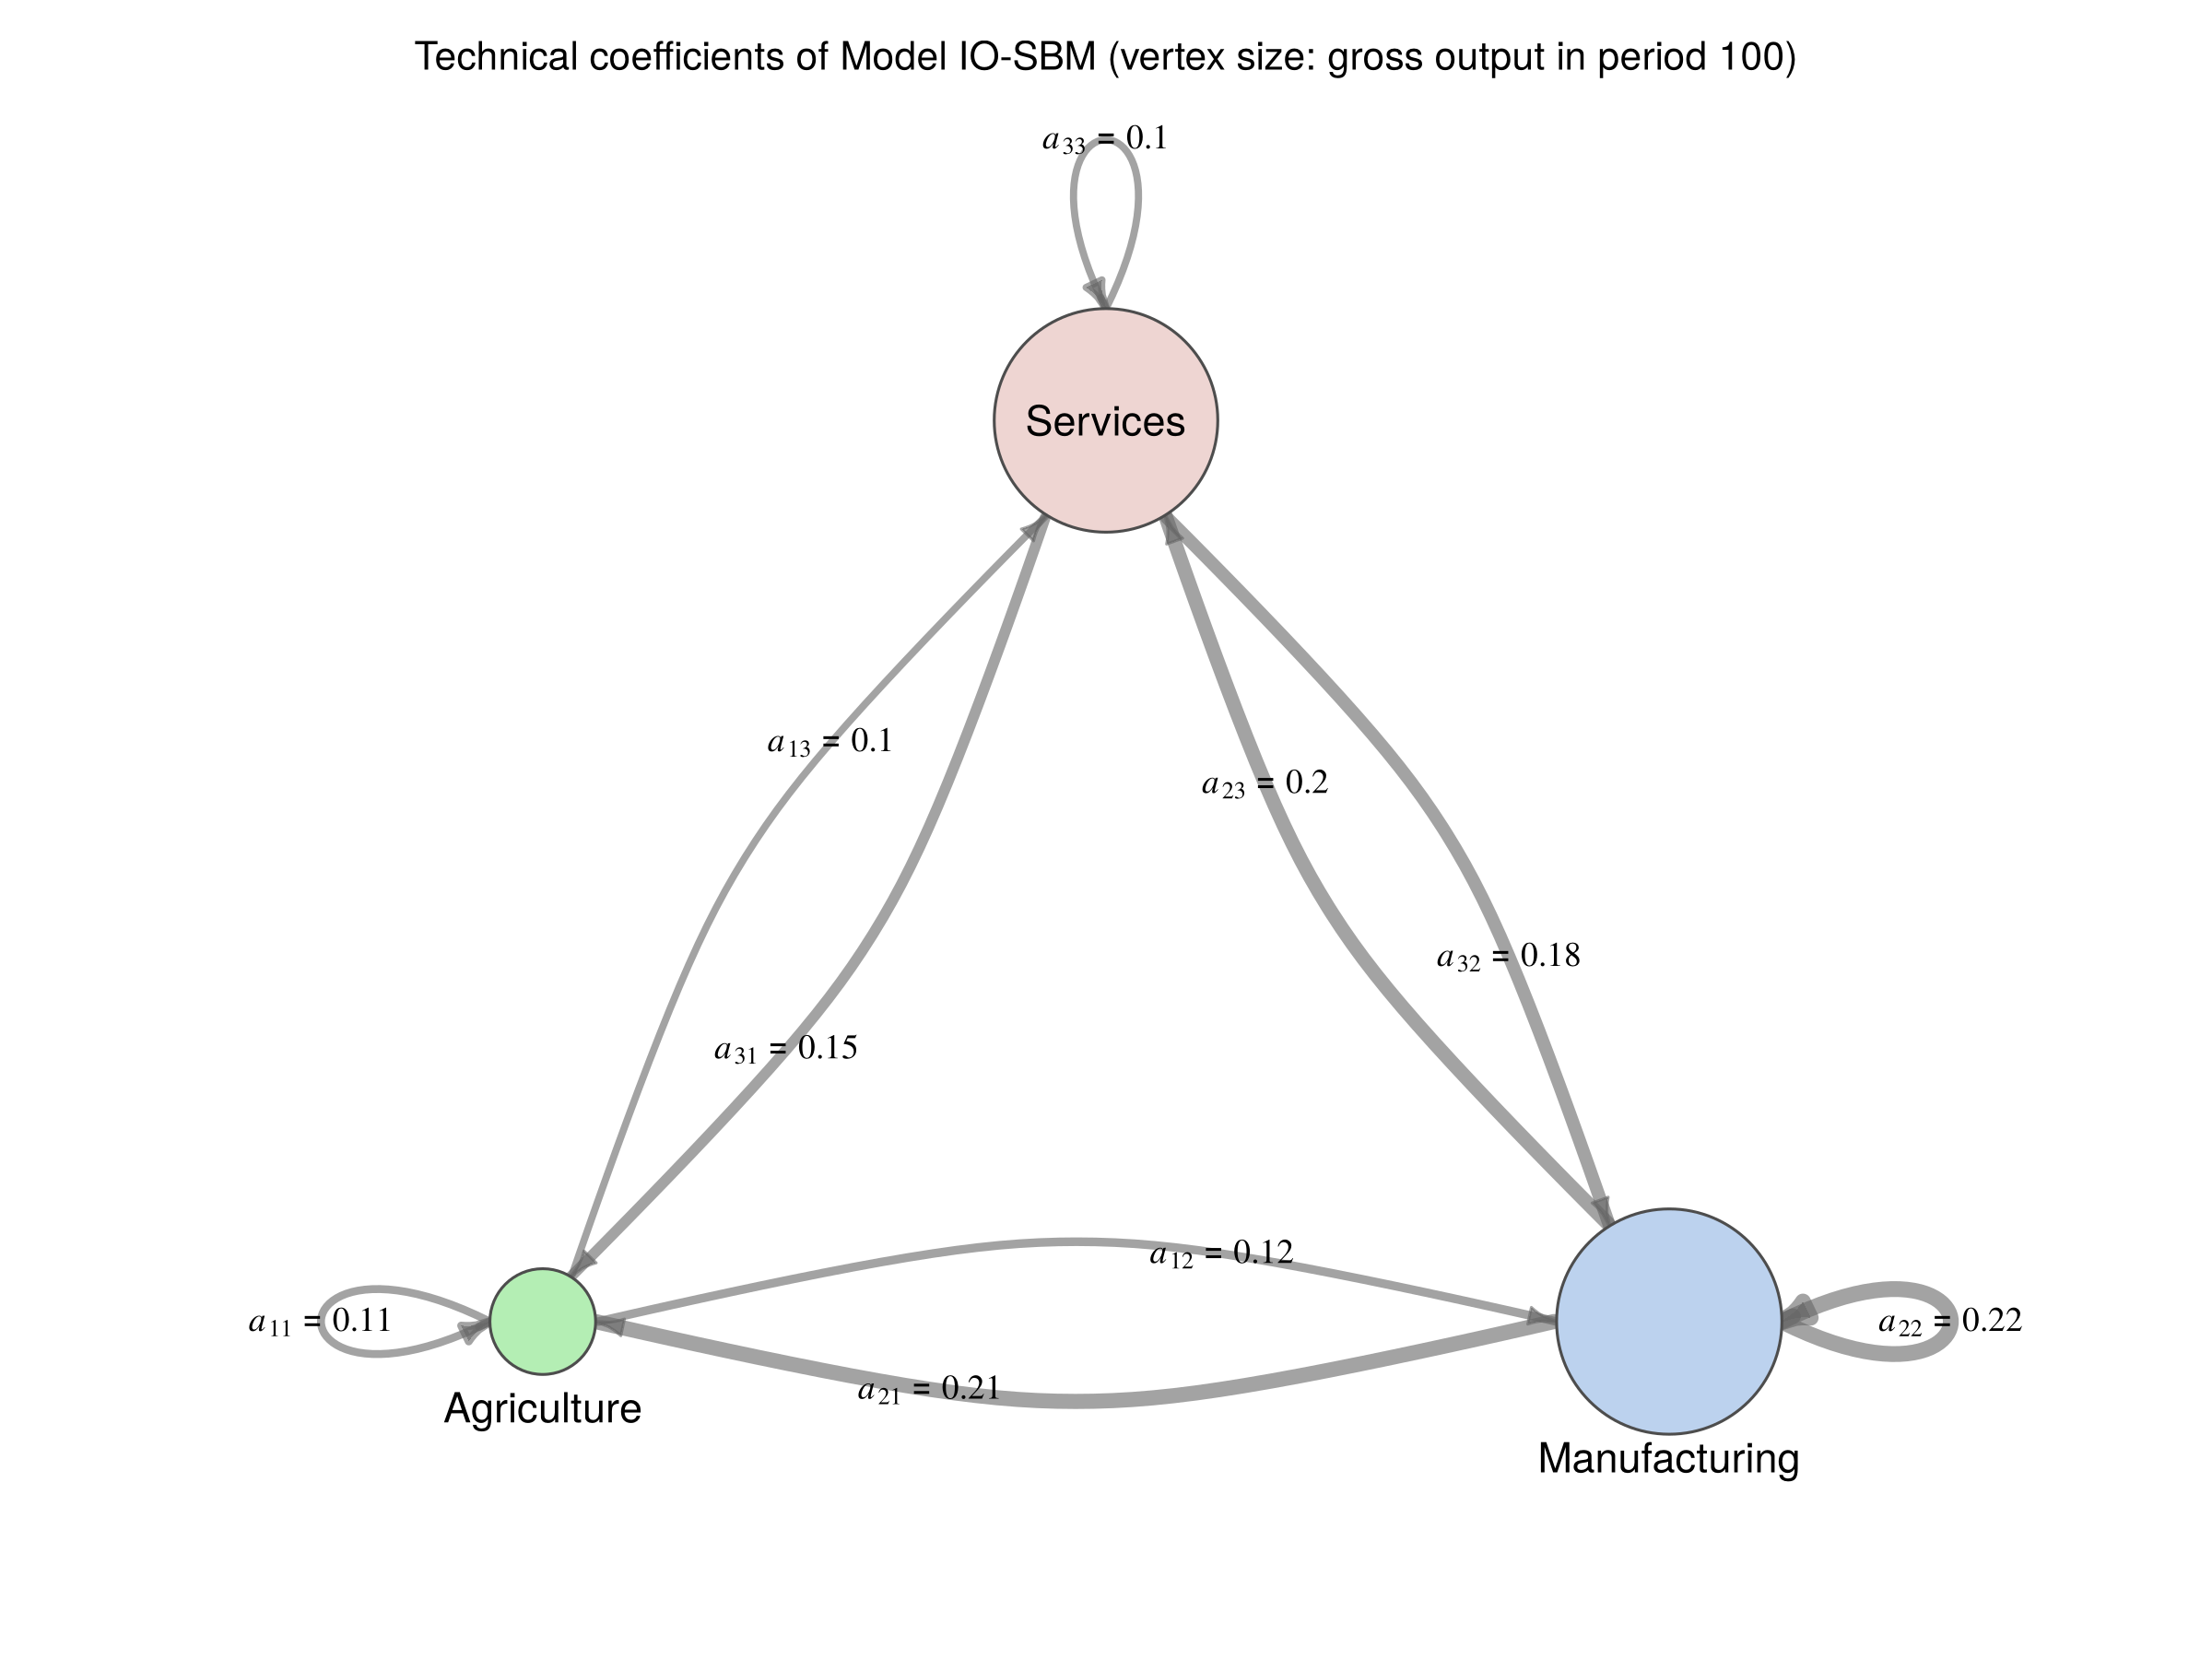 Technical coefficients of Model IO-SBM (vertex size: gross output in period 100)
a33 = 0.1
Services
a13 = 0.1
a23 = 0.2
a32 = 0.18
a31 = 0.15
a12 = 0.12
a11 = 0.11
a22 = 0.22
a21 = 0.21
Agriculture
Manufacturing